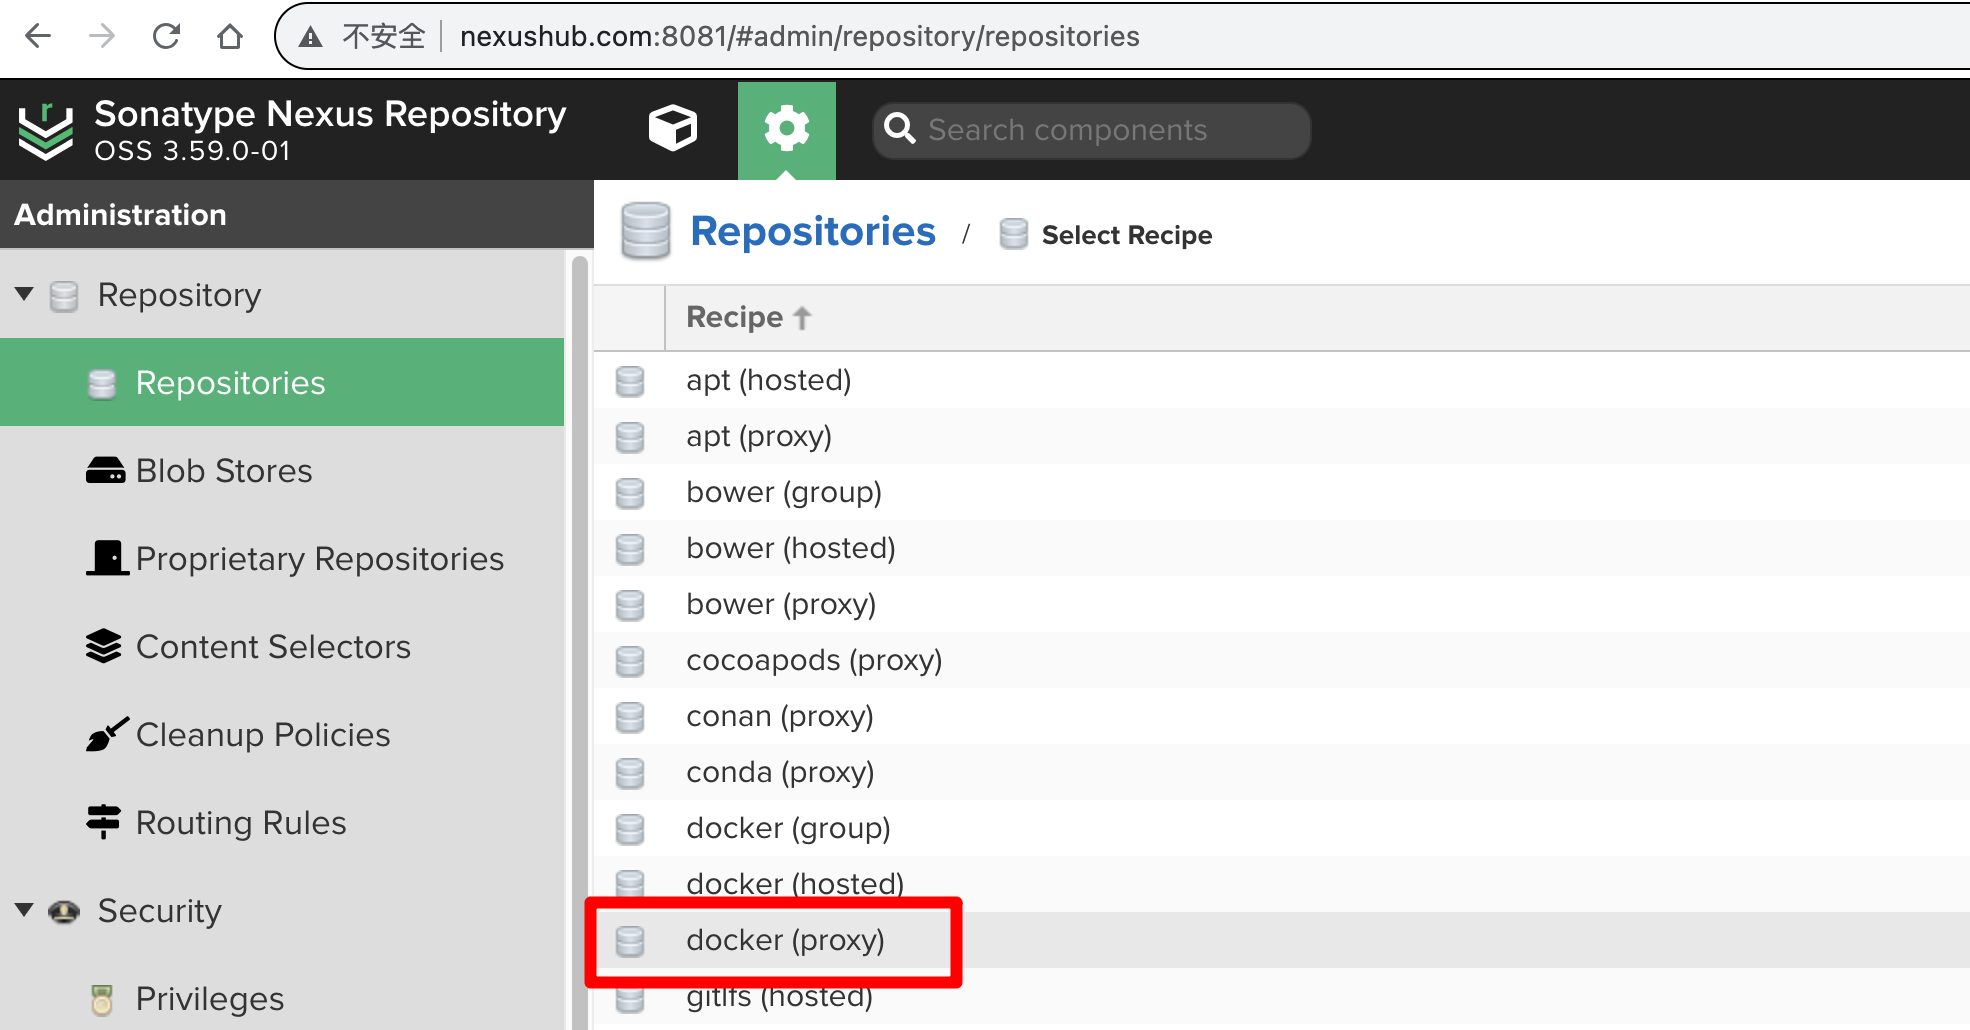 不安全 nexushub.com:8081/#admin/repository/repositories
Sonatype Nexus Repository
OSS 3.59.0-01
Search components
Administration
Repositories / Select Recipe
Repository
Repositories
Blob Stores
Proprietary Repositories
Content Selectors
Cleanup Policies
Routing Rules
Security
Privileges
Recipe
apt (hosted)
apt (proxy)
bower (group)
bower (hosted)
bower (proxy)
cocoapods (proxy)
conan (proxy)
conda (proxy)
docker (group)
docker (hosted)
docker (proxy)
gitlfs (hosted)